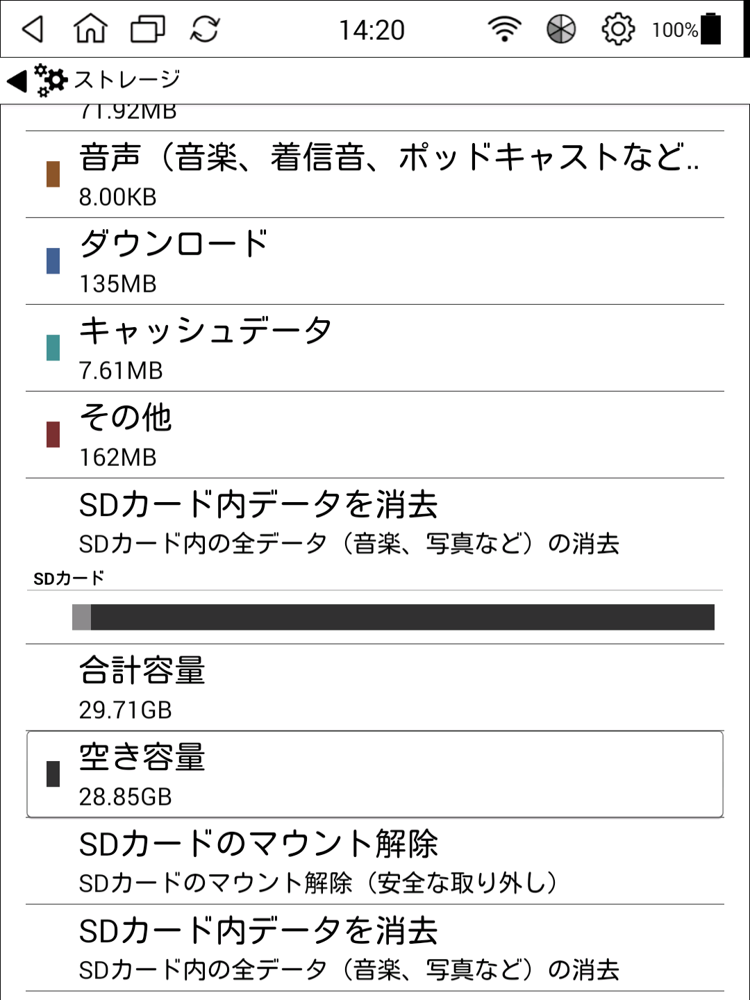 14:20
100%
ストレージ
71.92MB
音声（音楽、着信音、ポッドキャストなど..
8.00KB
ダウンロード
135MB
キャッシュデータ
7.61MB
その他
162MB
SDカード内データを消去
SDカード内の全データ（音楽、写真など）の消去
SDカード
合計容量
29.71GB
空き容量
28.85GB
SDカードのマウント解除
SDカードのマウント解除（安全な取り外し）
SDカード内データを消去
SDカード内の全データ（音楽、写真など）の消去